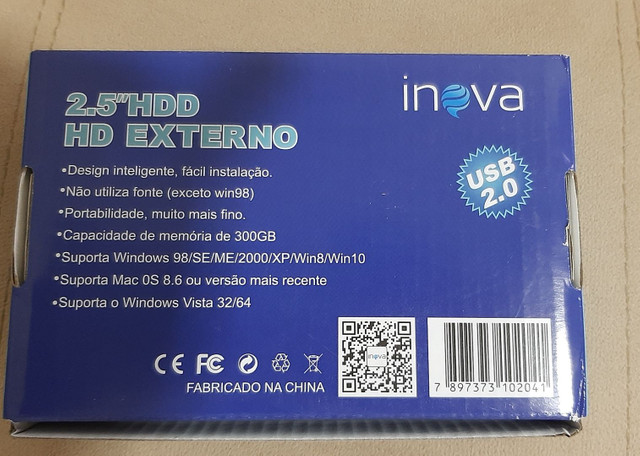 inova
2.5"HDD
HD EXTERNO
USB
2.0
•Design inteligente, fácil instalação.
•Não utiliza fonte (exceto win98)
•Portabilidade, muito mais fino.
•Capacidade de memória de 300GB
•Suporta Windows 98/SE/ME/2000/XP/Win8/Win10
•Suporta Mac 0S 8.6 ou versão mais recente
•Suporta o Windows Vista 32/64
CE FC
FABRICADO NA CHINA
inova
7 897373 102041